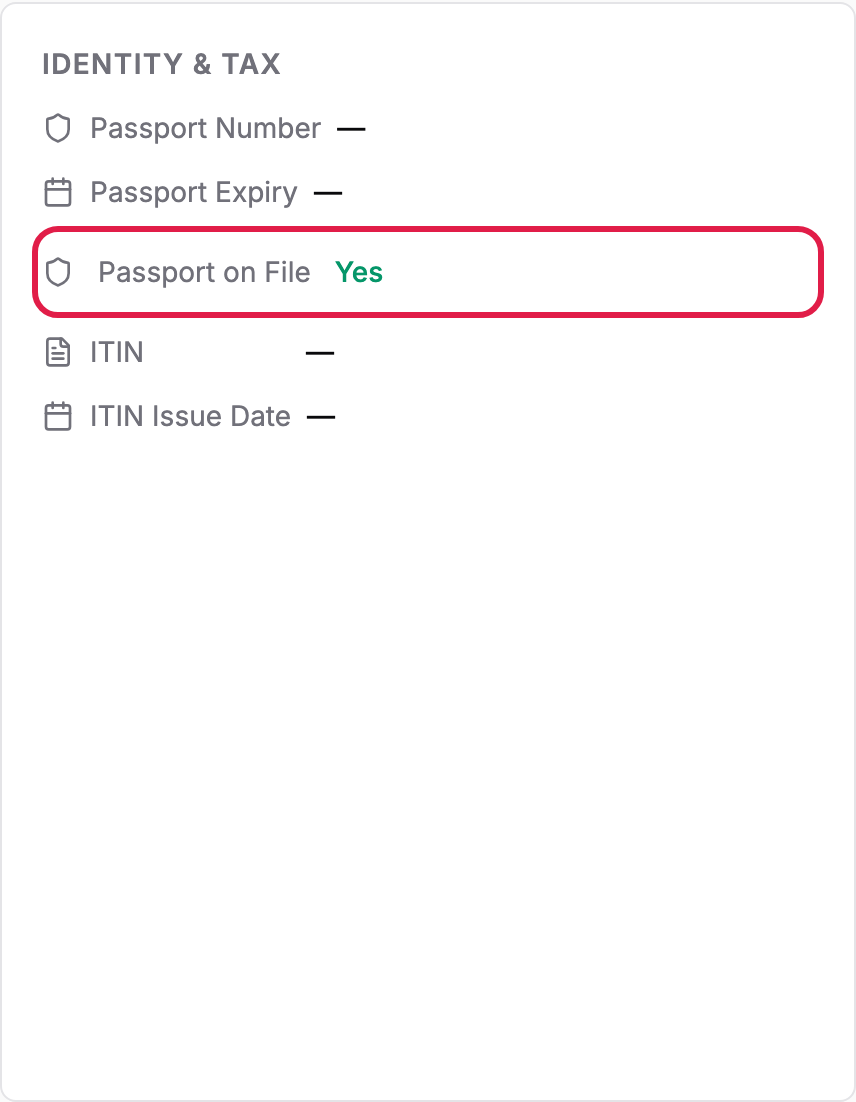 IDENTITY & TAX
Passport Number —
Passport Expiry —
Passport on File Yes
ITIN —
ITIN Issue Date —